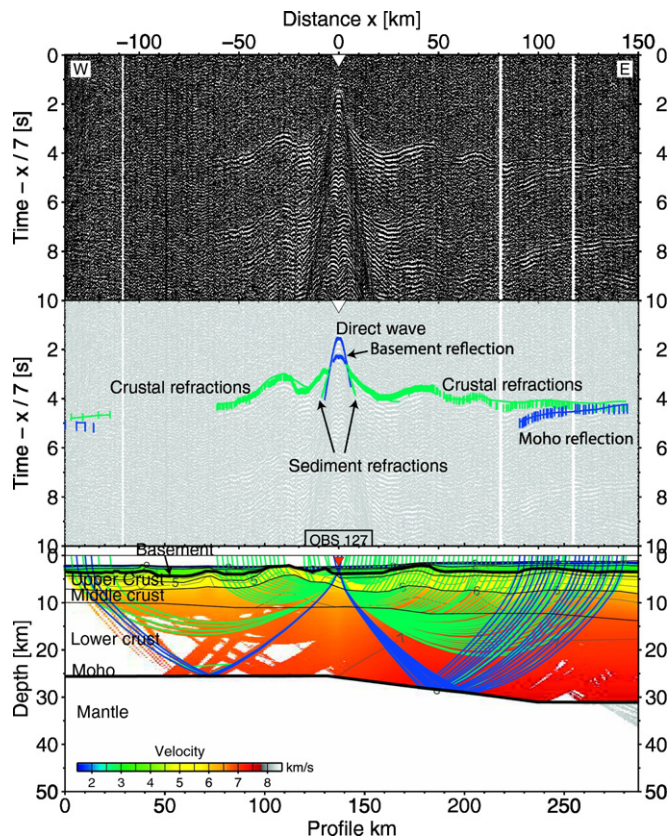 Distance x [km]
−100 −50 0 50 100 150
W E
0 0
2 2
4 4
6 6
8 8
10 10
Time − x / 7 [s]
Direct wave
Basement reflection
Crustal refractions
Crustal refractions
Moho reflection
Sediment refractions
2 2
4 4
6 6
8 8
10 10
Time − x / 7 [s]
OBS 127
Basement
Upper Crust
Middle crust
Lower crust
Moho
Mantle
0 0
10 10
20 20
30 30
40 40
50 50
Depth [km]
Velocity
2 3 4 5 6 7 8 km/s
0 50 100 150 200 250
Profile km